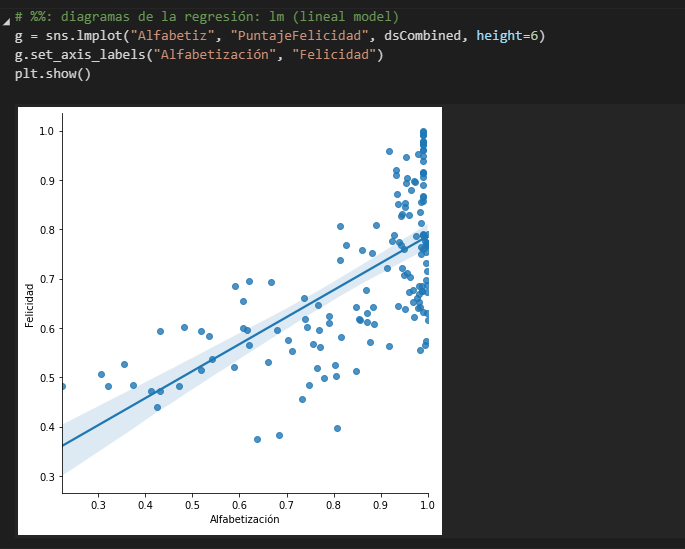 # %%: diagramas de la regresión: lm (lineal model)
g = sns.lmplot("Alfabetiz", "PuntajeFelicidad", dsCombined, height=6)
g.set_axis_labels("Alfabetización", "Felicidad")
plt.show()
1.0
0.9
0.8
0.7
0.6
0.5
0.4
0.3
Felicidad
0.3 0.4 0.5 0.6 0.7 0.8 0.9 1.0
Alfabetización